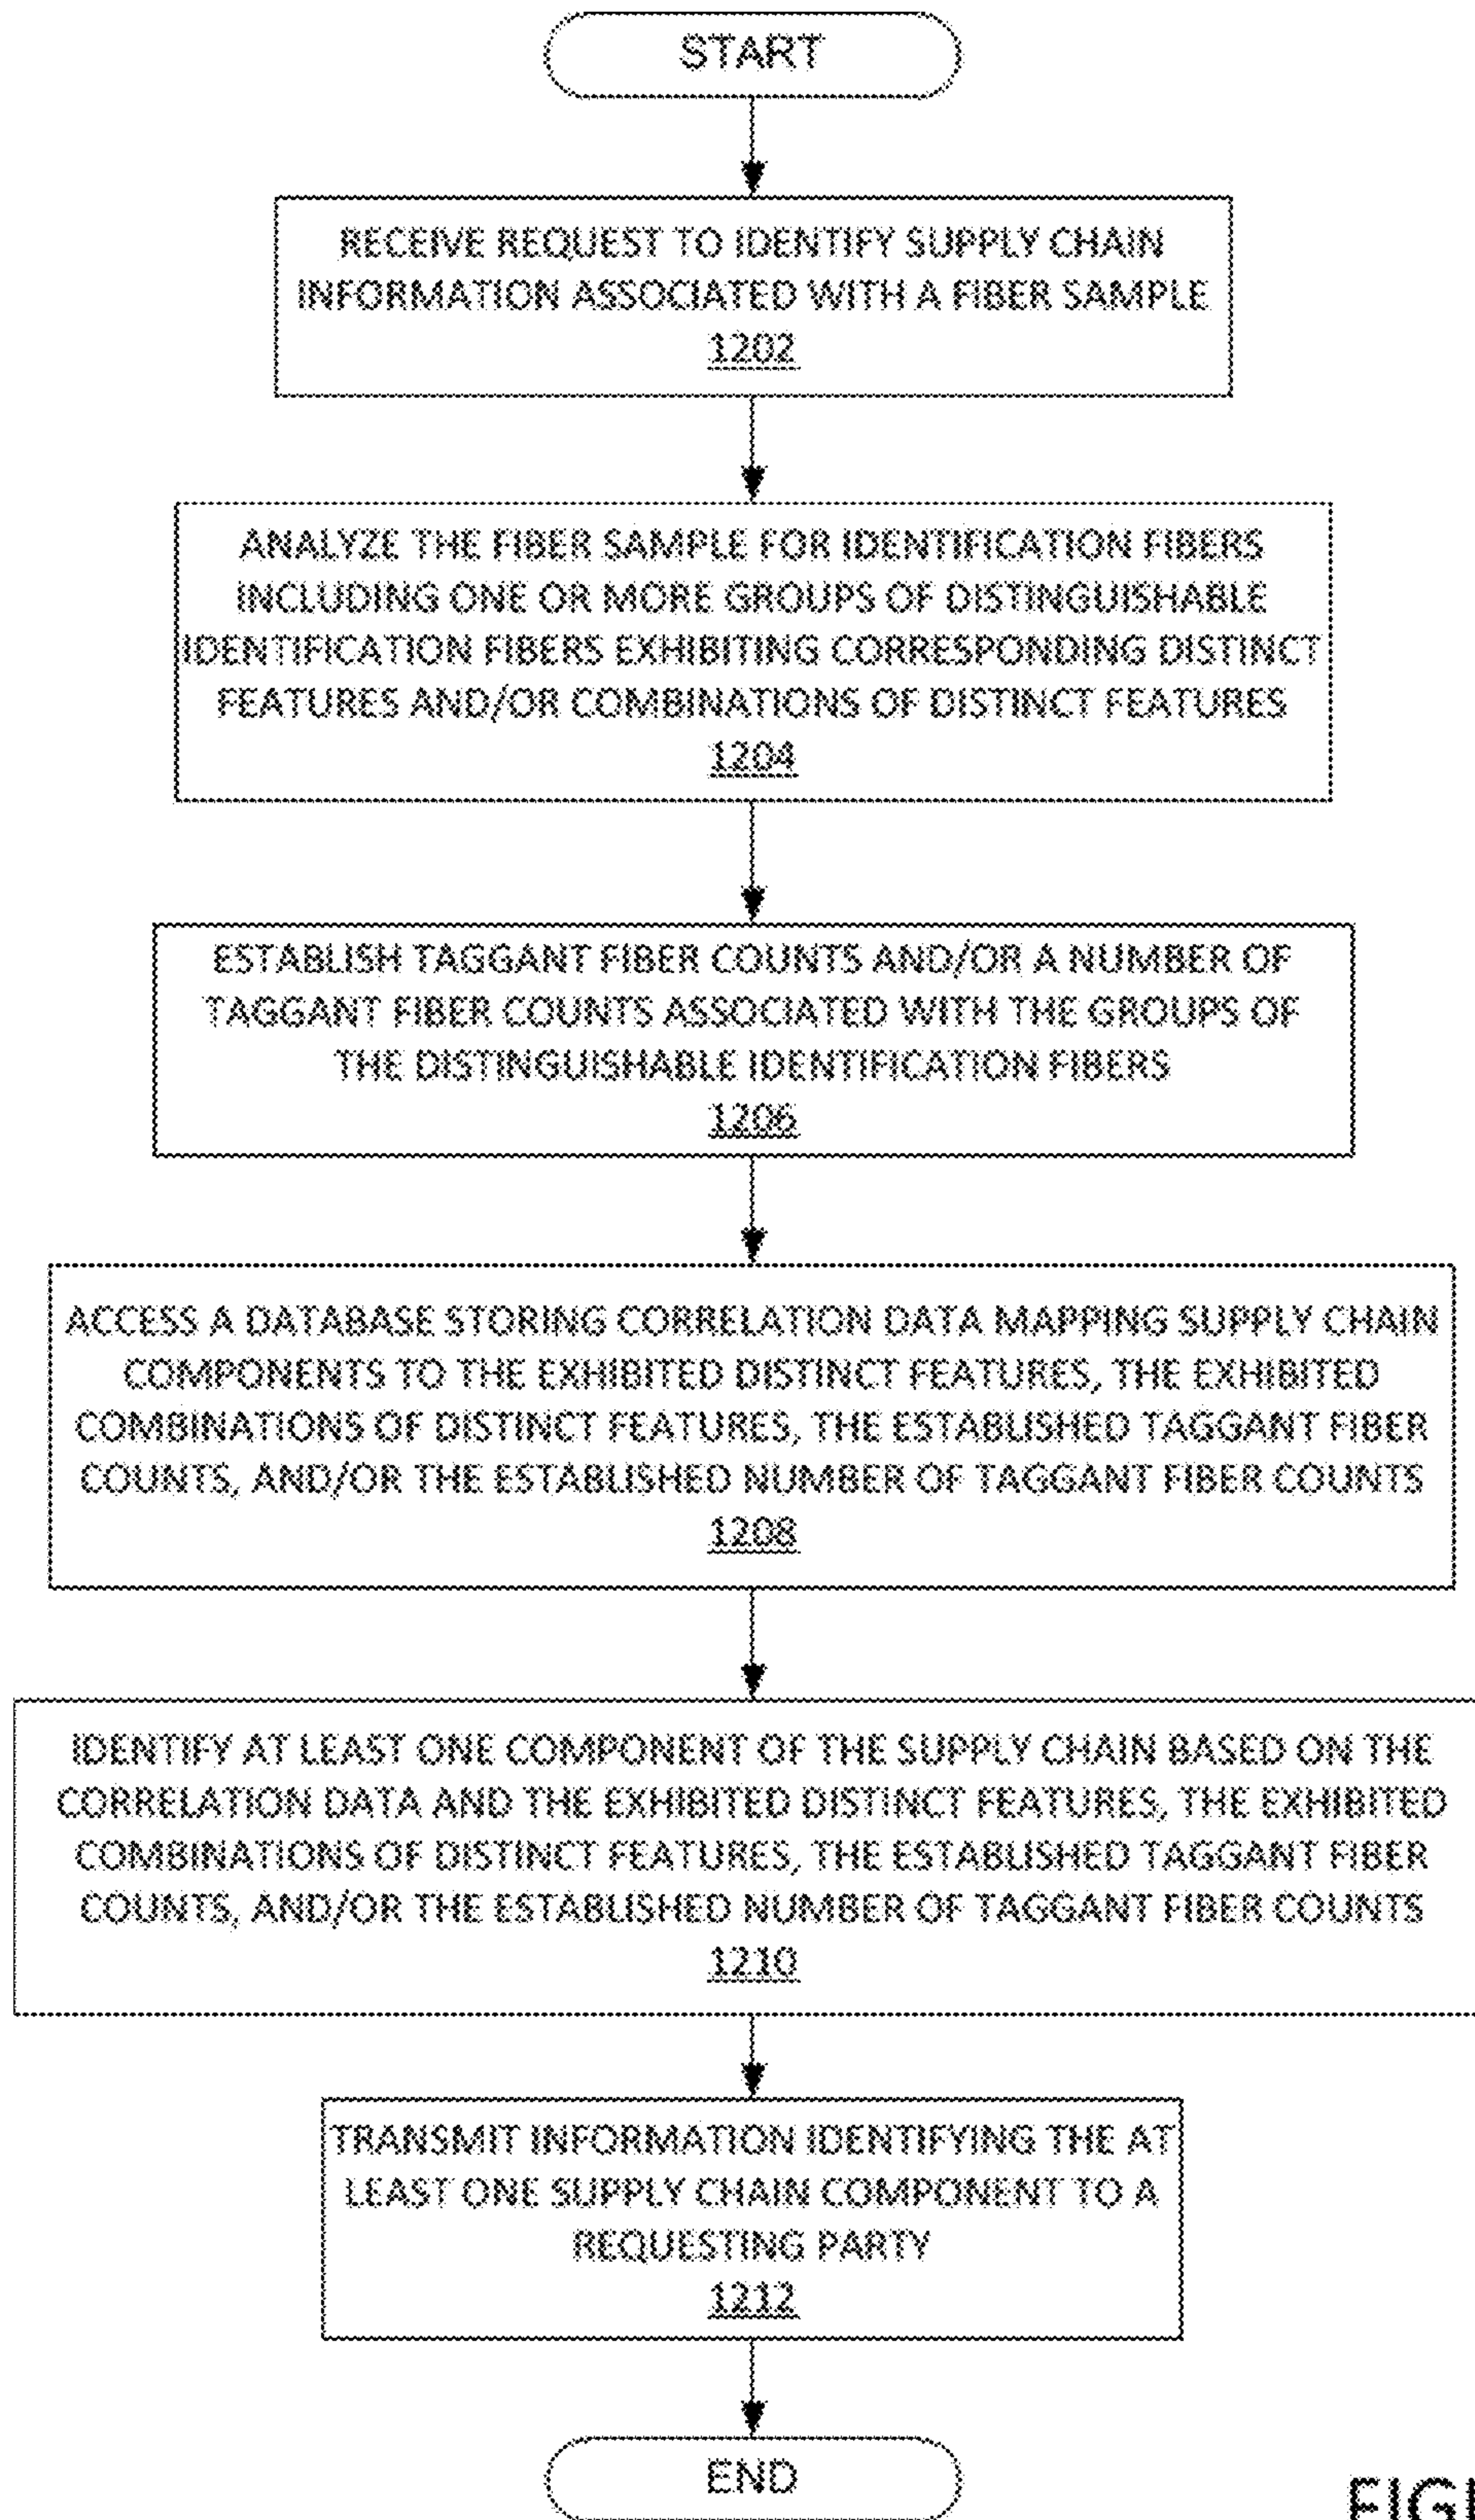 START
RECEIVE REQUEST TO IDENTIFY SUPPLY CHAIN
INFORMATION ASSOCIATED WITH A FIBER SAMPLE
1202
ANALYZE THE FIBER SAMPLE FOR IDENTIFICATION FIBERS
INCLUDING ONE OR MORE GROUPS OF DISTINGUISHABLE
IDENTIFICATION FIBERS EXHIBITING CORRESPONDING DISTINCT
FEATURES AND/OR COMBINATIONS OF DISTINCT FEATURES
1204
ESTABLISH TAGGANT FIBER COUNTS AND/OR A NUMBER OF
TAGGANT FIBER COUNTS ASSOCIATED WITH THE GROUPS OF
THE DISTINGUISHABLE IDENTIFICATION FIBERS
1206
ACCESS A DATABASE STORING CORRELATION DATA MAPPING SUPPLY CHAIN
COMPONENTS TO THE EXHIBITED DISTINCT FEATURES, THE EXHIBITED
COMBINATIONS OF DISTINCT FEATURES, THE ESTABLISHED TAGGANT FIBER
COUNTS, AND/OR THE ESTABLISHED NUMBER OF TAGGANT FIBER COUNTS
1208
IDENTIFY AT LEAST ONE COMPONENT OF THE SUPPLY CHAIN BASED ON THE
CORRELATION DATA AND THE EXHIBITED DISTINCT FEATURES, THE EXHIBITED
COMBINATIONS OF DISTINCT FEATURES, THE ESTABLISHED TAGGANT FIBER
COUNTS, AND/OR THE ESTABLISHED NUMBER OF TAGGANT FIBER COUNTS
1210
TRANSMIT INFORMATION IDENTIFYING THE AT
LEAST ONE SUPPLY CHAIN COMPONENT TO A
REQUESTING PARTY
1212
END